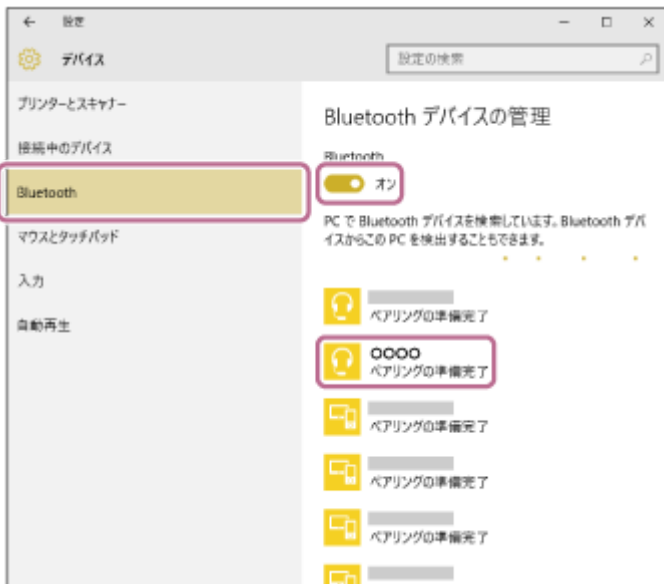 設定
デバイス
設定の検索
プリンターとスキャナー
接続中のデバイス
Bluetooth
マウスとタッチパッド
入力
自動再生
Bluetooth デバイスの管理
Bluetooth
オン
PC で Bluetooth デバイスを検索しています。Bluetooth デバ
イスからこの PC を検出することもできます。
ペアリングの準備完了
OOOO
ペアリングの準備完了
ペアリングの準備完了
ペアリングの準備完了
ペアリングの準備完了